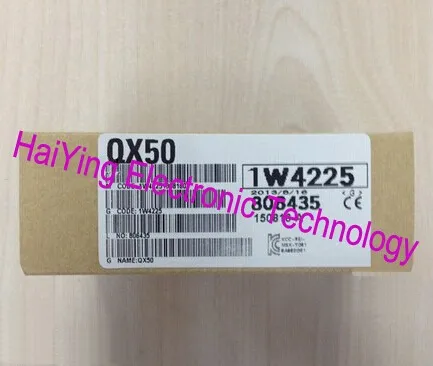 QX50
HaiYing Electronic Technology
1W4225
2013/8/16
806435
CE
G CODE: 1W4225
L NO: 806435
G NAME: QX50